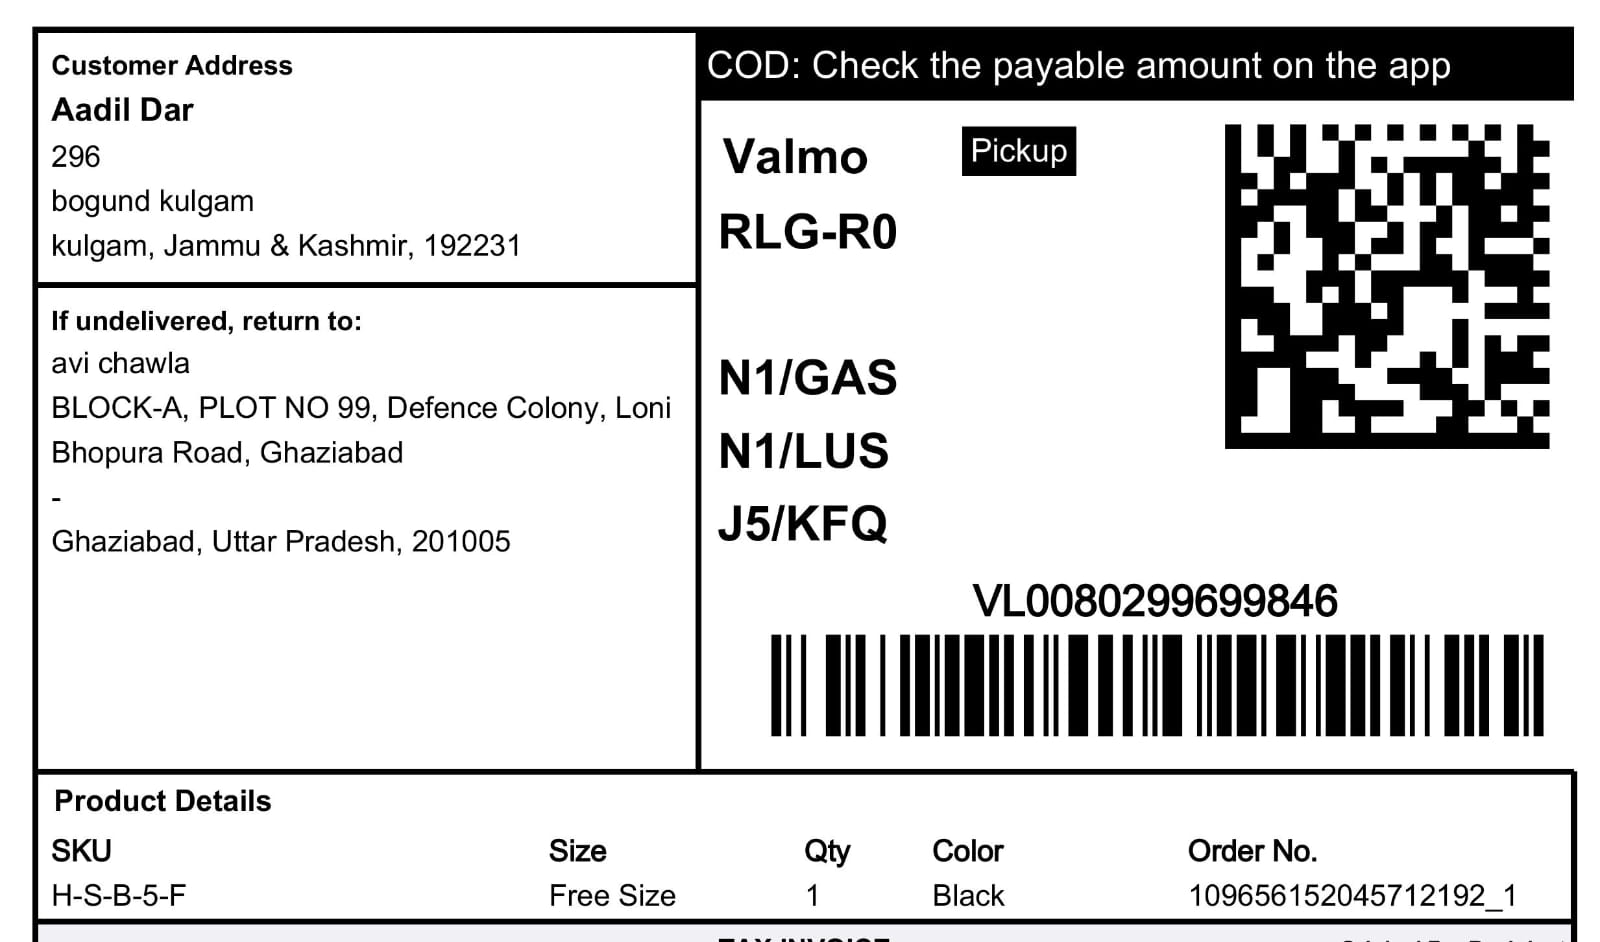 Customer Address
Aadil Dar
296
bogund kulgam
kulgam, Jammu & Kashmir, 192231
If undelivered, return to:
avi chawla
BLOCK-A, PLOT NO 99, Defence Colony, Loni
Bhopura Road, Ghaziabad
-
Ghaziabad, Uttar Pradesh, 201005
COD: Check the payable amount on the app
Valmo Pickup
RLG-R0
N1/GAS
N1/LUS
J5/KFQ
VL0080299699846
Product Details
SKU Size Qty Color Order No.
H-S-B-5-F Free Size 1 Black 109656152045712192_1
TAX INVOICE